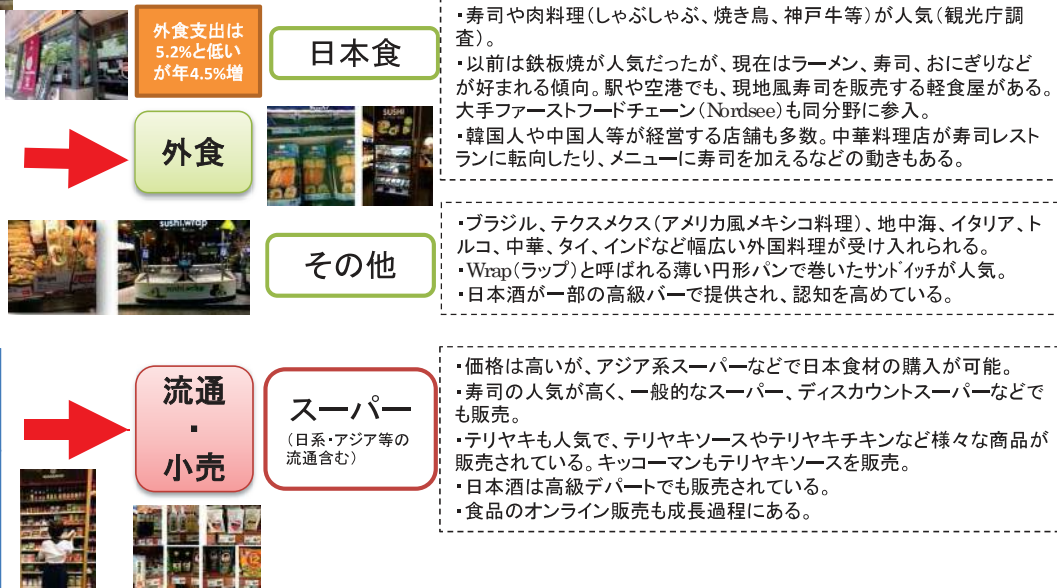 外食支出は
5.2%と低い
が年4.5%増
日本食
・寿司や肉料理(しゃぶしゃぶ、焼き鳥、神戸牛等)が人気(観光庁調
査)。
・以前は鉄板焼が人気だったが、現在はラーメン、寿司、おにぎりなど
が好まれる傾向。駅や空港でも、現地風寿司を販売する軽食屋がある。
大手ファーストフードチェーン(Nordsee)も同分野に参入。
・韓国人や中国人等が経営する店舗も多数。中華料理店が寿司レスト
ランに転向したり、メニューに寿司を加えるなどの動きもある。
外食
SUSHI
sushi.wrap
sushi.wrap
その他
・ブラジル、テクスメクス(アメリカ風メキシコ料理)、地中海、イタリア、ト
ルコ、中華、タイ、インドなど幅広い外国料理が受け入れられる。
・Wrap(ラップ)と呼ばれる薄い円形パンで巻いたサンドイッチが人気。
・日本酒が一部の高級バーで提供され、認知を高めている。
流通
・
小売
スーパー
(日系・アジア等の
流通含む)
・価格は高いが、アジア系スーパーなどで日本食材の購入が可能。
・寿司の人気が高く、一般的なスーパー、ディスカウントスーパーなどで
も販売。
・テリヤキも人気で、テリヤキソースやテリヤキチキンなど様々な商品が
販売されている。キッコーマンもテリヤキソースを販売。
・日本酒は高級デパートでも販売されている。
・食品のオンライン販売も成長過程にある。